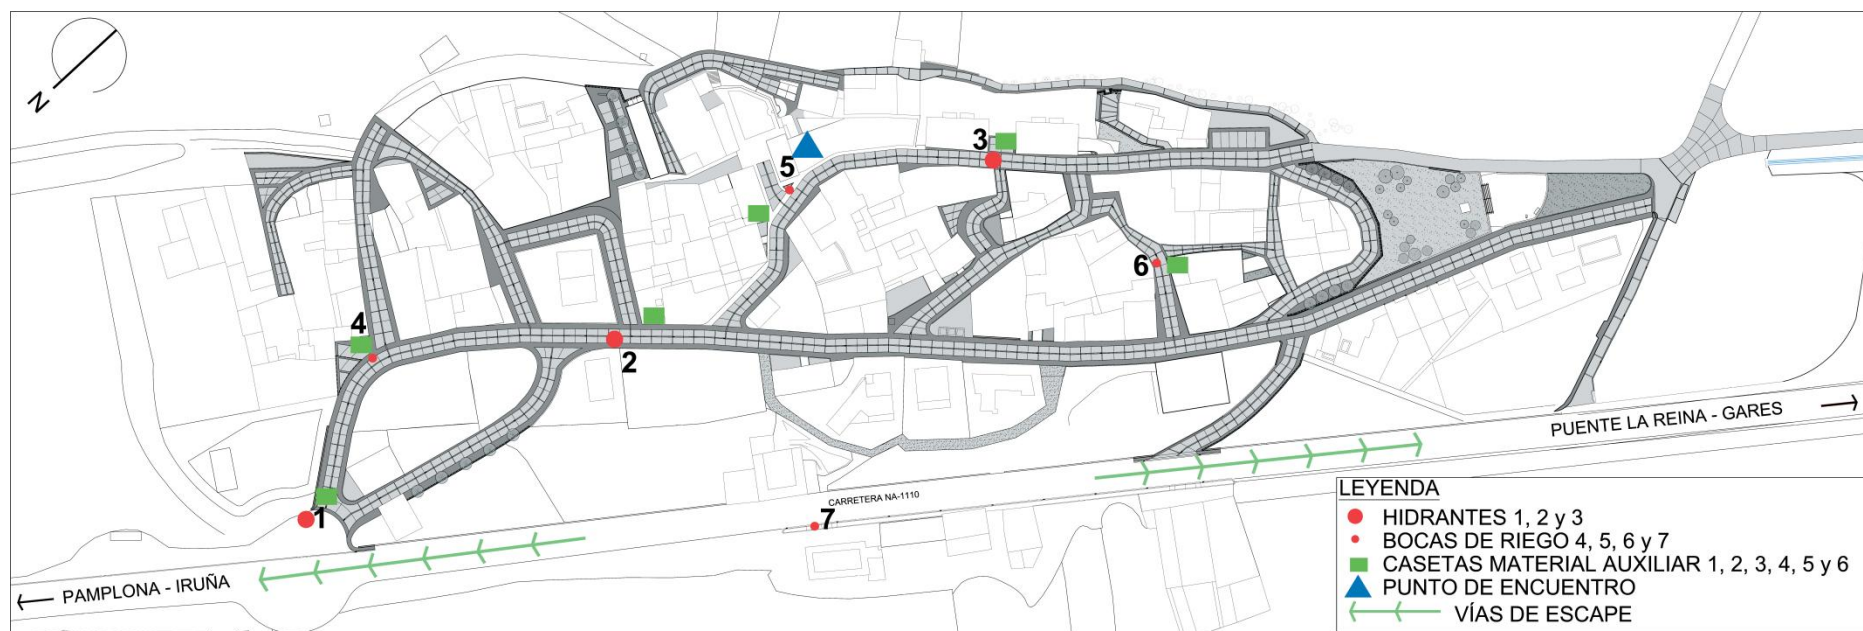 N
3
5
6
4
2
1
7
PUENTE LA REINA - GARES
CARRETERA NA-1110
PAMPLONA - IRUÑA
LEYENDA
HIDRANTES 1, 2 y 3
BOCAS DE RIEGO 4, 5, 6 y 7
CASETAS MATERIAL AUXILIAR 1, 2, 3, 4, 5 y 6
PUNTO DE ENCUENTRO
VÍAS DE ESCAPE